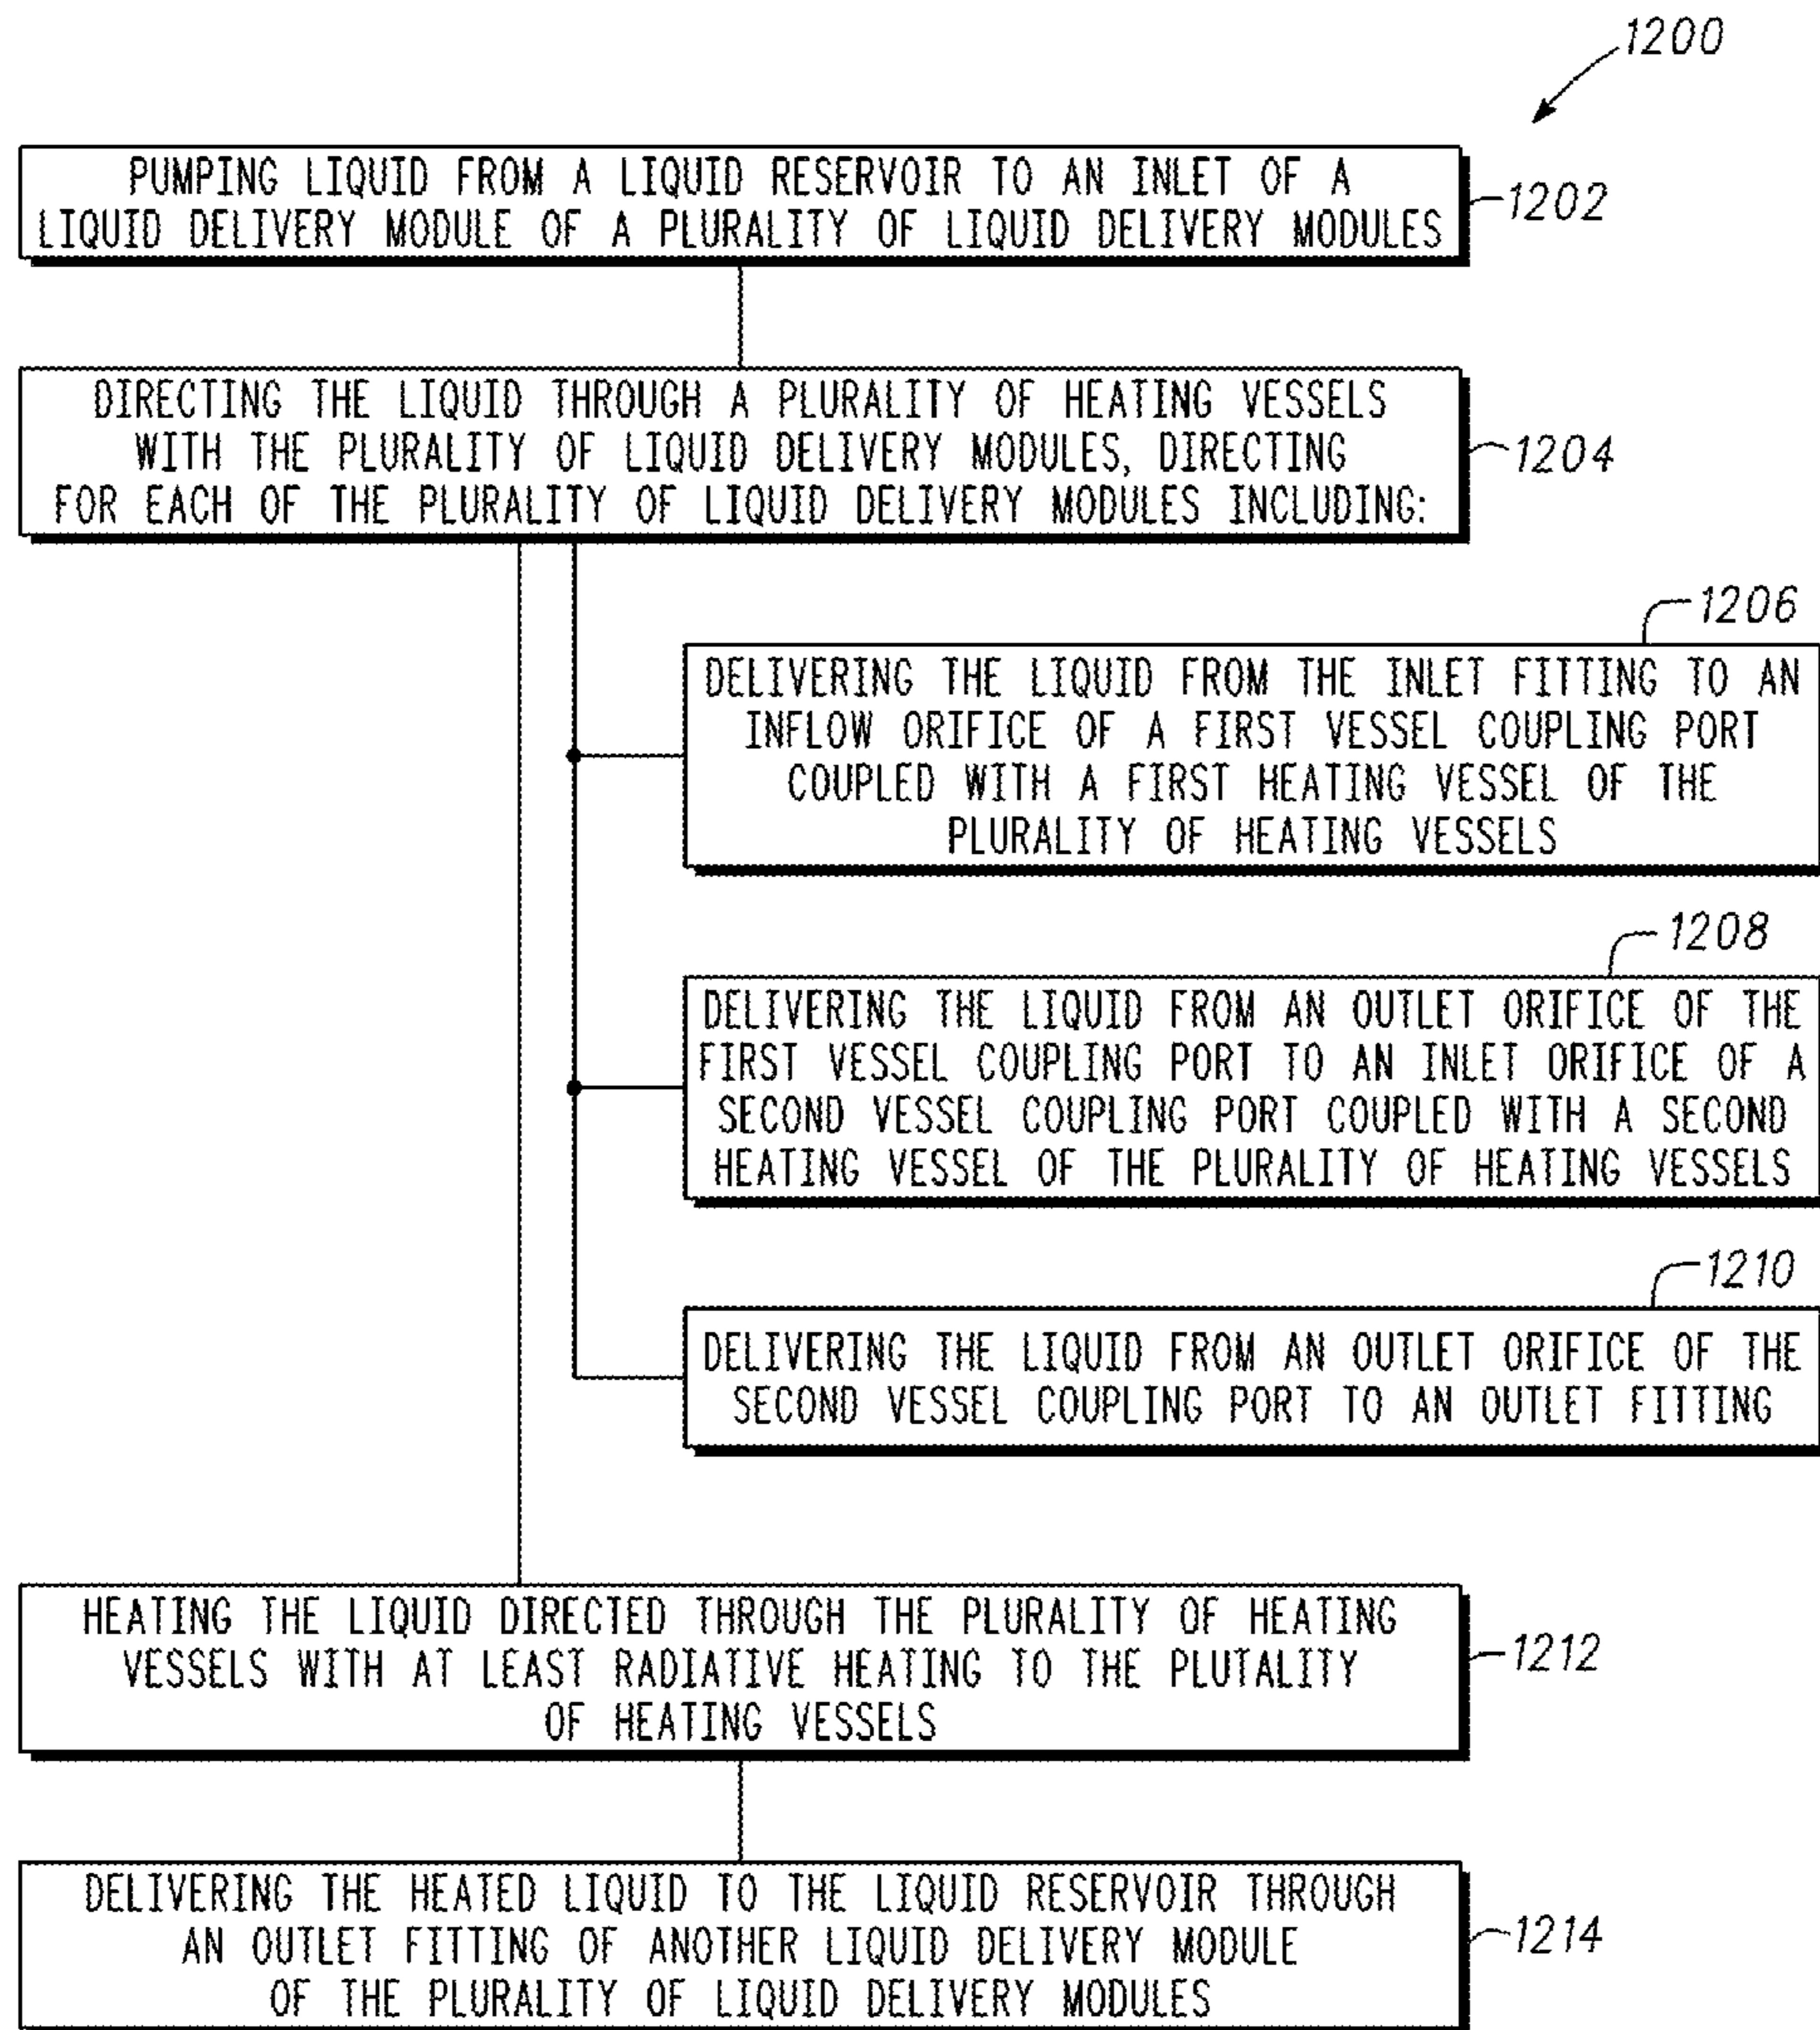 1200
PUMPING LIQUID FROM A LIQUID RESERVOIR TO AN INLET OF A
LIQUID DELIVERY MODULE OF A PLURALITY OF LIQUID DELIVERY MODULES
1202
DIRECTING THE LIQUID THROUGH A PLURALITY OF HEATING VESSELS
WITH THE PLURALITY OF LIQUID DELIVERY MODULES, DIRECTING
FOR EACH OF THE PLURALITY OF LIQUID DELIVERY MODULES INCLUDING:
1204
1206
DELIVERING THE LIQUID FROM THE INLET FITTING TO AN
INFLOW ORIFICE OF A FIRST VESSEL COUPLING PORT
COUPLED WITH A FIRST HEATING VESSEL OF THE
PLURALITY OF HEATING VESSELS
1208
DELIVERING THE LIQUID FROM AN OUTLET ORIFICE OF THE
FIRST VESSEL COUPLING PORT TO AN INLET ORIFICE OF A
SECOND VESSEL COUPLING PORT COUPLED WITH A SECOND
HEATING VESSEL OF THE PLURALITY OF HEATING VESSELS
1210
DELIVERING THE LIQUID FROM AN OUTLET ORIFICE OF THE
SECOND VESSEL COUPLING PORT TO AN OUTLET FITTING
HEATING THE LIQUID DIRECTED THROUGH THE PLURALITY OF HEATING
VESSELS WITH AT LEAST RADIATIVE HEATING TO THE PLUTALITY
OF HEATING VESSELS
1212
DELIVERING THE HEATED LIQUID TO THE LIQUID RESERVOIR THROUGH
AN OUTLET FITTING OF ANOTHER LIQUID DELIVERY MODULE
OF THE PLURALITY OF LIQUID DELIVERY MODULES
1214